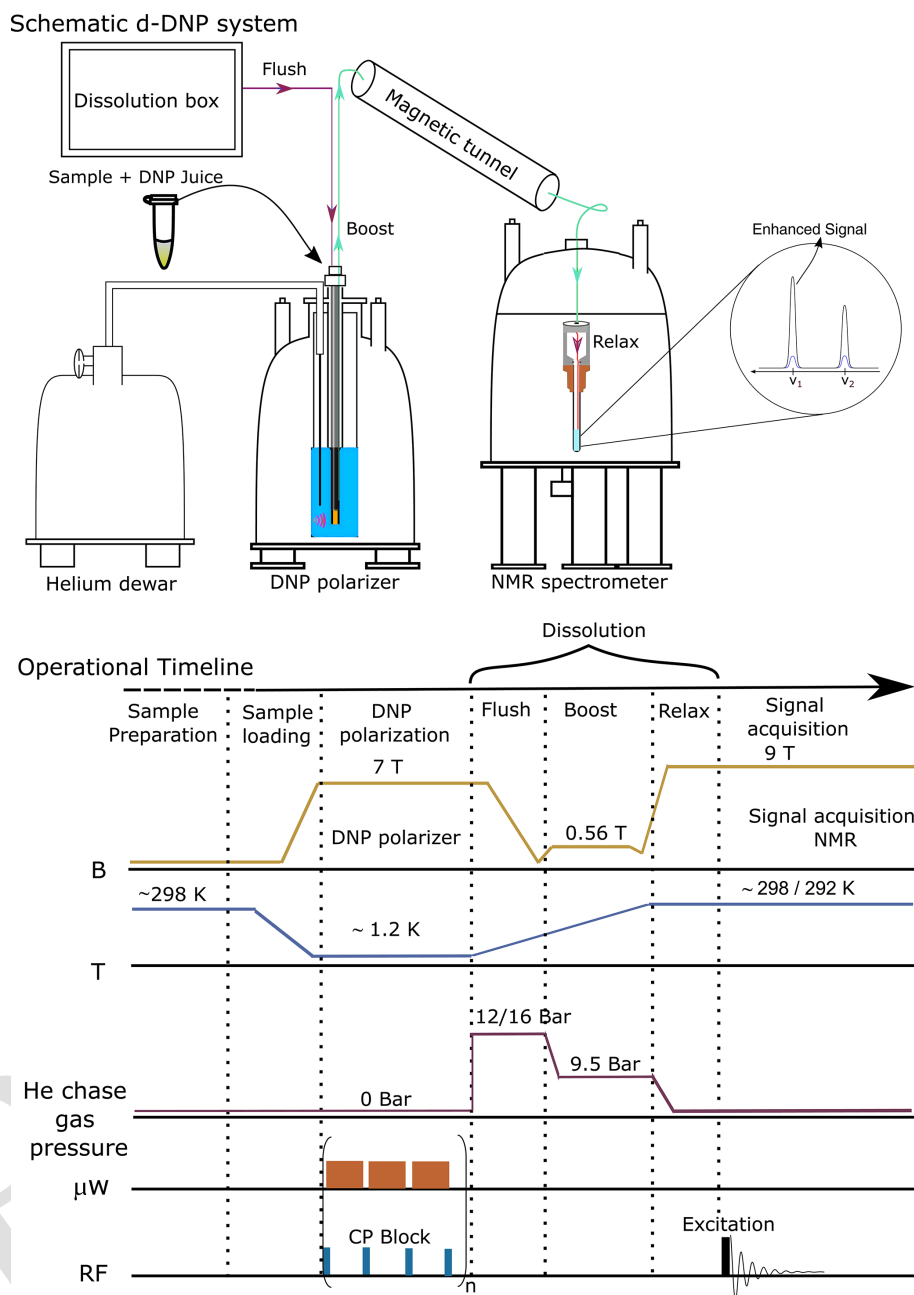 Schematic d-DNP system
Flush
Dissolution box
Magnetic tunnel
Sample + DNP Juice
Boost
Enhanced Signal
Relax
v1
v2
Helium dewar
DNP polarizer
NMR spectrometer
Dissolution
Operational Timeline
Sample
Preparation
Sample
loading
DNP
polarization
Flush
Boost
Relax
Signal
acquisition
7 T
9 T
DNP polarizer
0.56 T
Signal acquisition
NMR
B
~298 K
~ 1.2 K
~ 298 / 292 K
T
12/16 Bar
9.5 Bar
0 Bar
He chase
gas
pressure
µW
CP Block
Excitation
RF
n